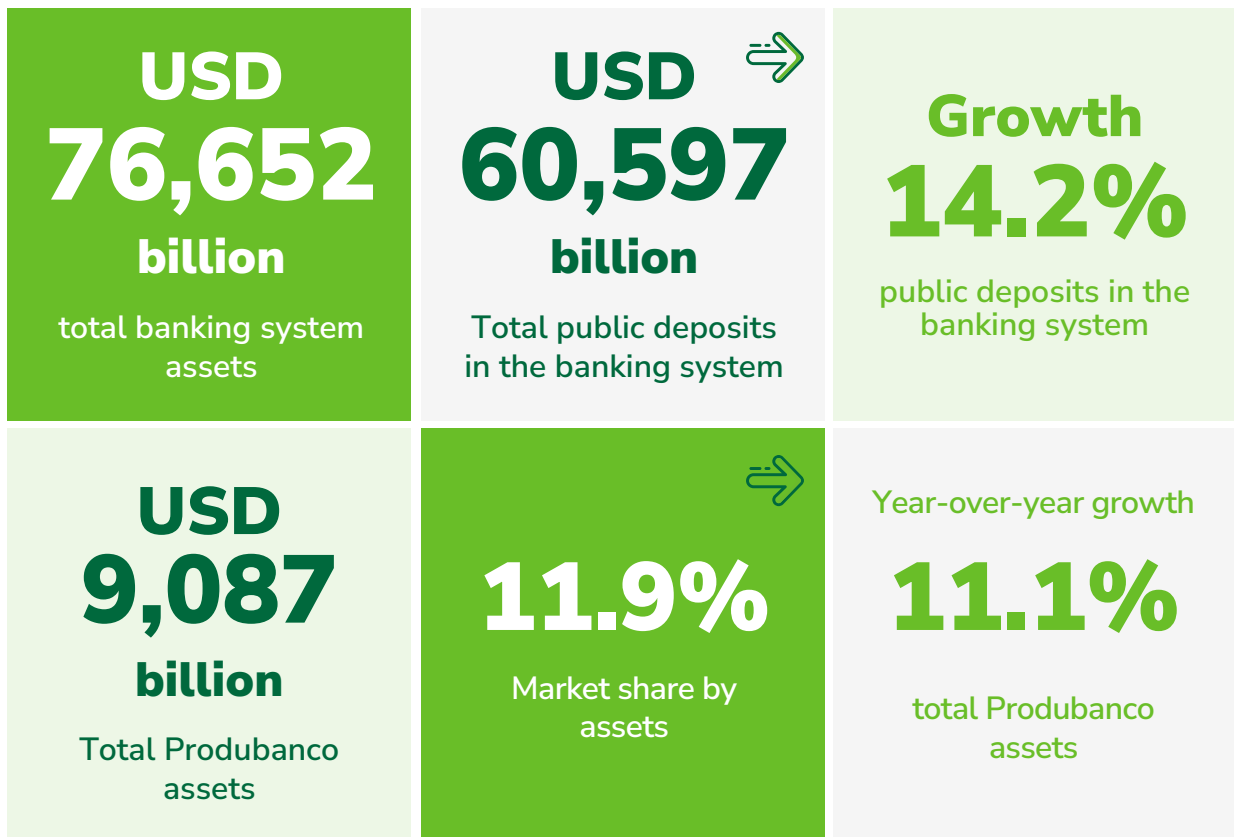 USD
76,652
billion
total banking system
assets
USD
60,597
billion
Total public deposits
in the banking system
Growth
14.2%
public deposits in the
banking system
USD
9,087
billion
Total Produbanco
assets
11.9%
Market share by
assets
Year-over-year growth
11.1%
total Produbanco
assets